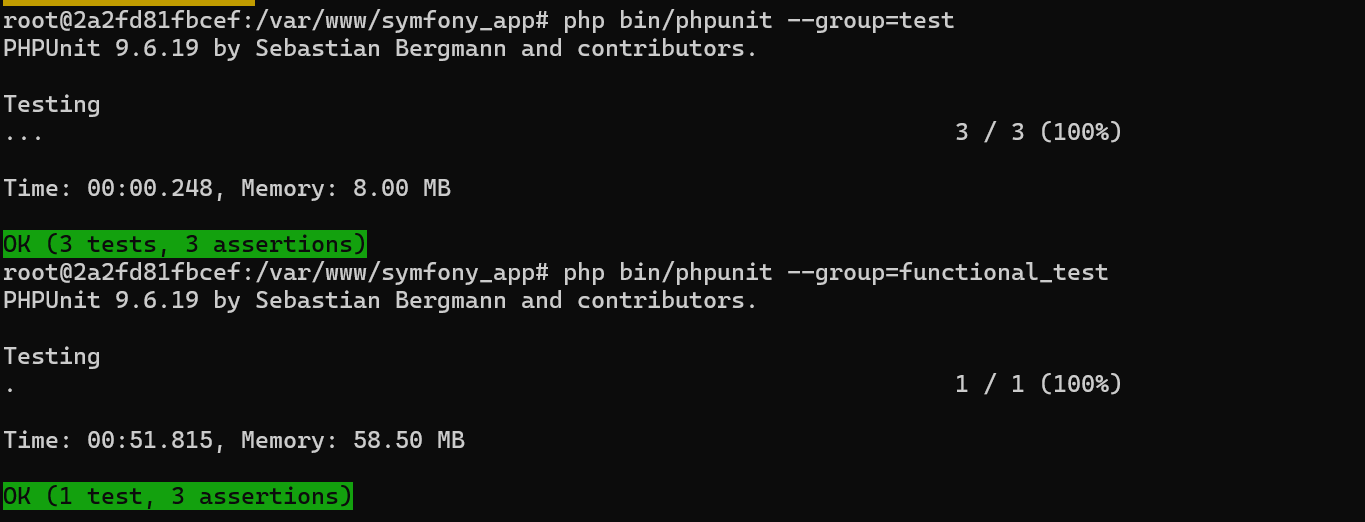 root@2a2fd81fbcef:/var/www/symfony_app# php bin/phpunit --group=test
PHPUnit 9.6.19 by Sebastian Bergmann and contributors.
Testing
... 3 / 3 (100%)
Time: 00:00.248, Memory: 8.00 MB
OK (3 tests, 3 assertions)
root@2a2fd81fbcef:/var/www/symfony_app# php bin/phpunit --group=functional_test
PHPUnit 9.6.19 by Sebastian Bergmann and contributors.
Testing
. 1 / 1 (100%)
Time: 00:51.815, Memory: 58.50 MB
OK (1 test, 3 assertions)